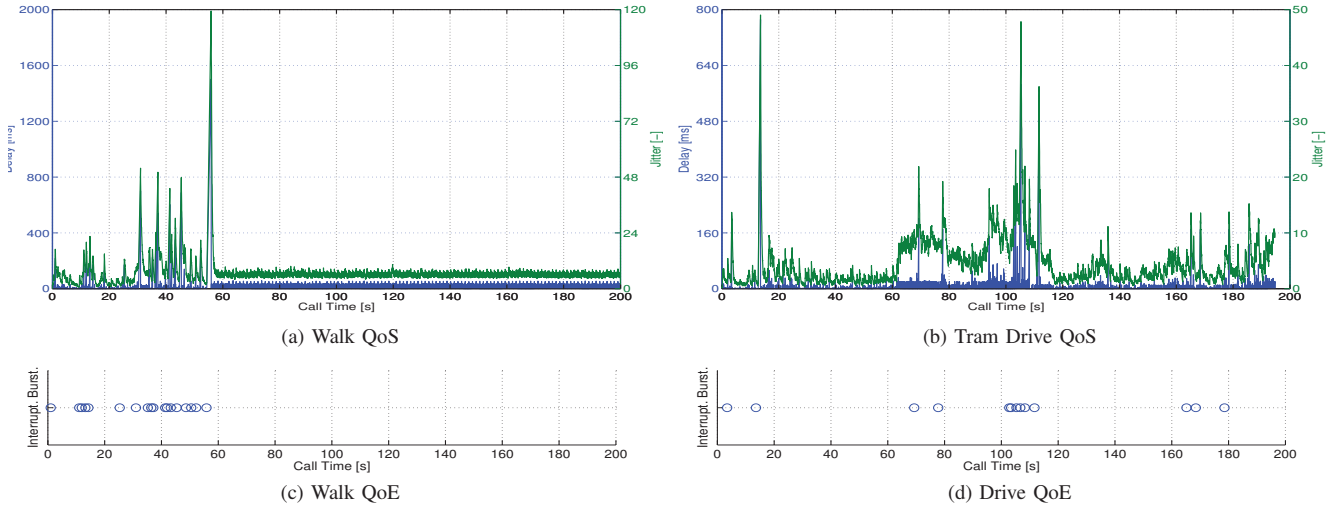 2000
1600
1200
800
400
0
Delay [ms]
120
96
72
48
24
0
Jitter [-]
0 20 40 60 80 100 120 140 160 180 200
Call Time [s]
(a) Walk QoS
800
640
480
320
160
0
Delay [ms]
50
40
30
20
10
0
Jitter [-]
0 20 40 60 80 100 120 140 160 180 200
Call Time [s]
(b) Tram Drive QoS
Interrupt. Burst.
0 20 40 60 80 100 120 140 160 180 200
Call Time [s]
(c) Walk QoE
Interrupt. Burst.
0 20 40 60 80 100 120 140 160 180 200
Call Time [s]
(d) Drive QoE